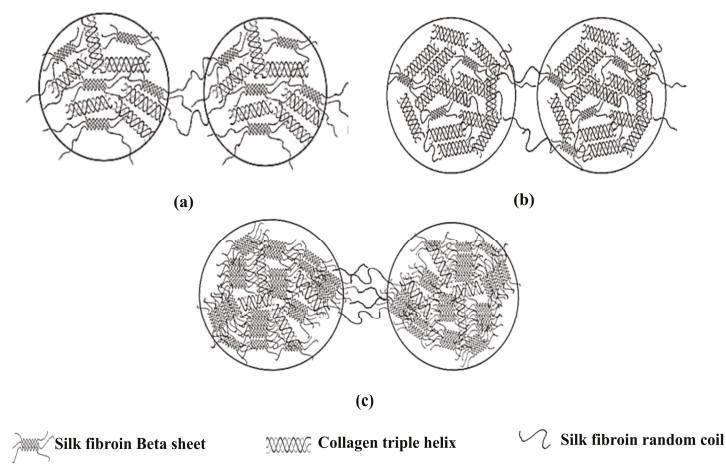 (a)
(b)
(c)
Silk fibroin Beta sheet
Collagen triple helix
Silk fibroin random coil